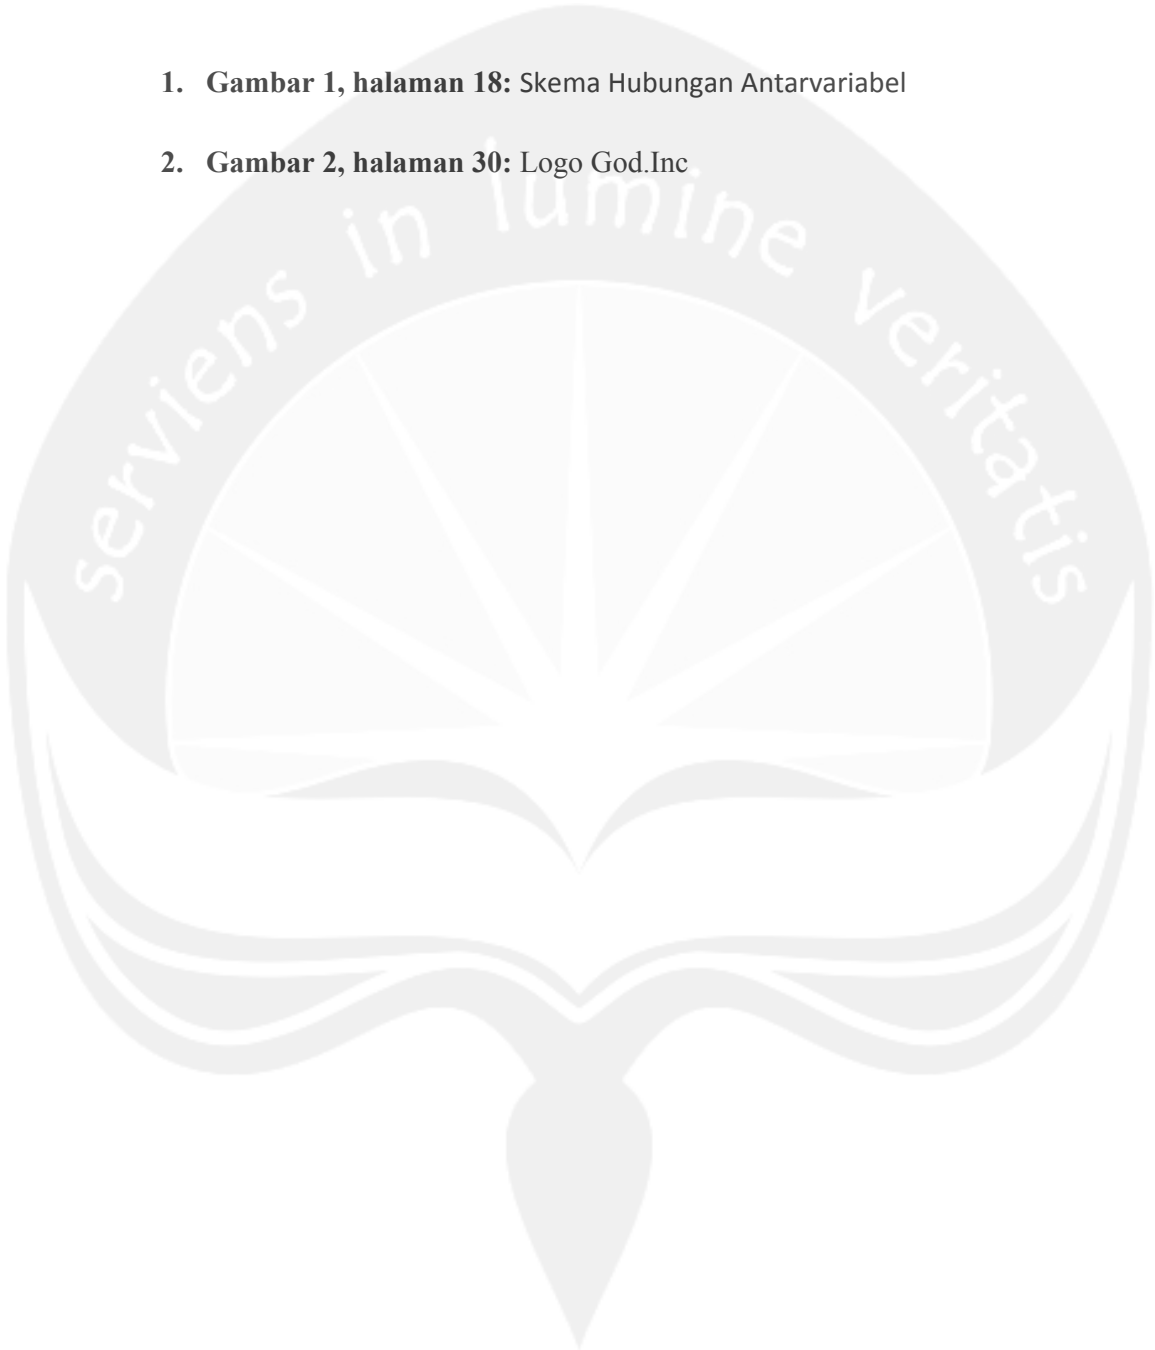 1. Gambar 1, halaman 18: Skema Hubungan Antarvariabel
2. Gambar 2, halaman 30: Logo God.Inc
serviens in lumine veritatis